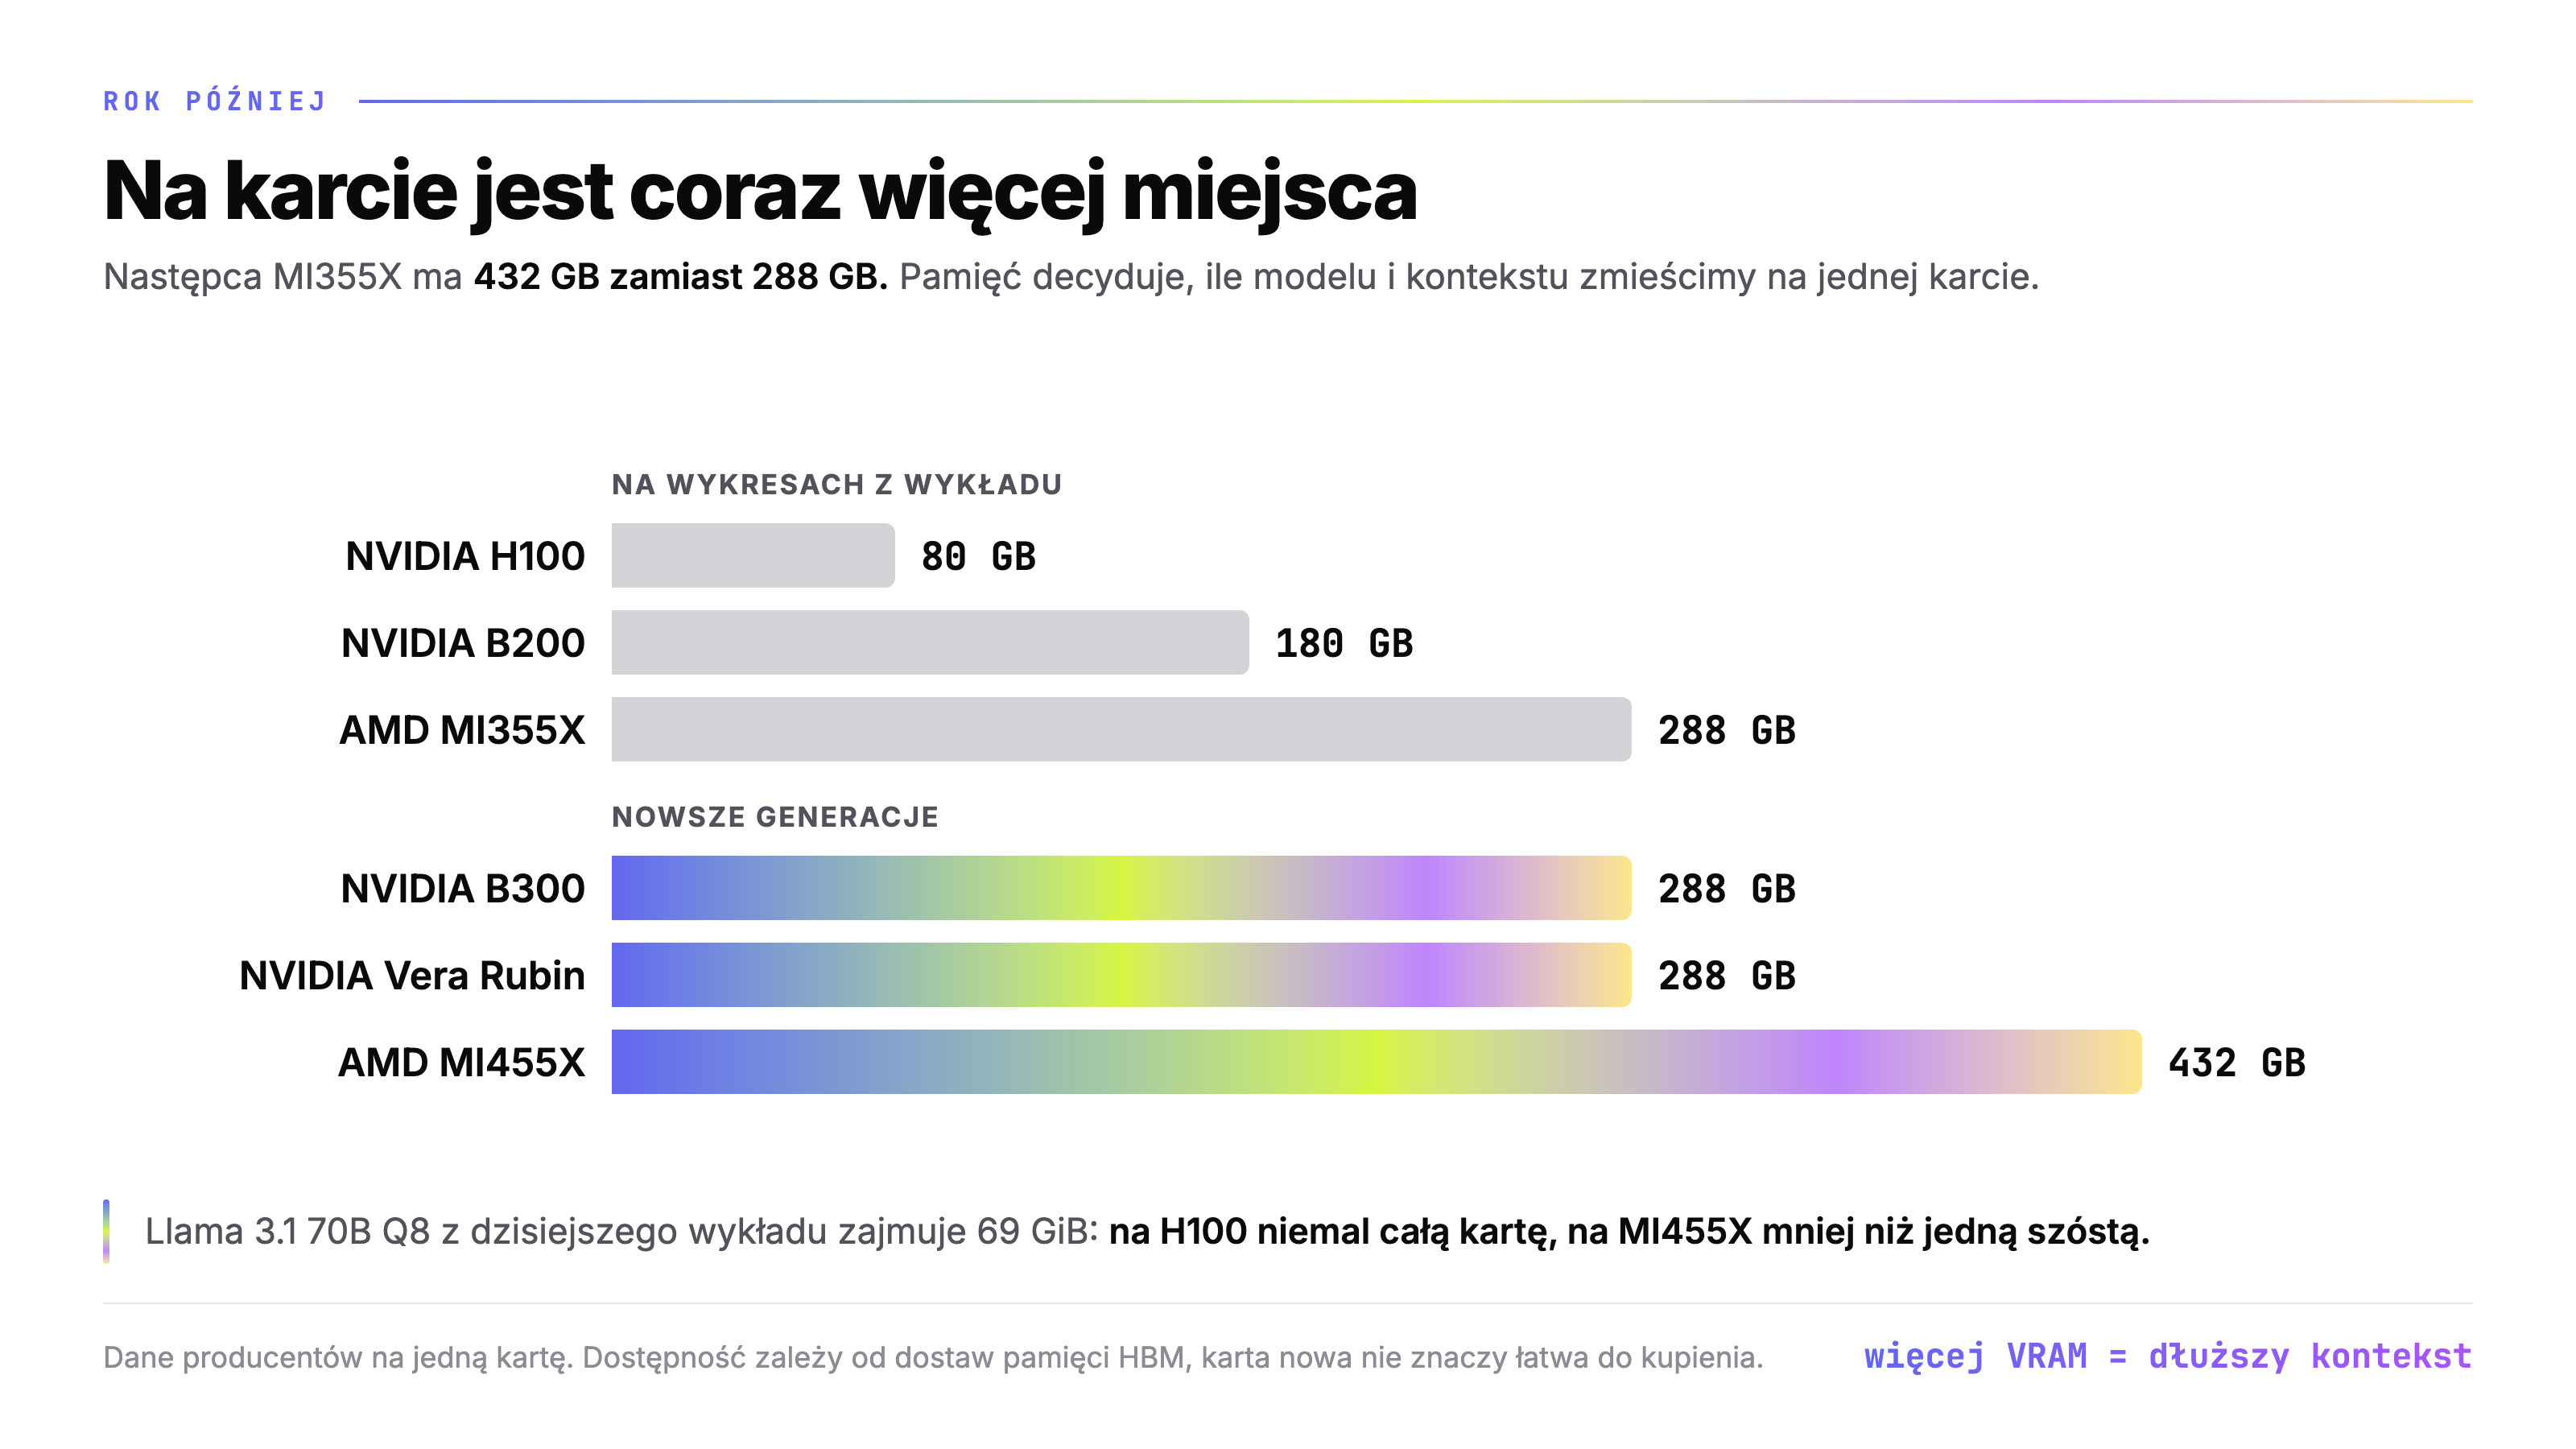 ROK PÓŹNIEJ
Na karcie jest coraz więcej miejsca
Następca MI355X ma 432 GB zamiast 288 GB. Pamięć decyduje, ile modelu i kontekstu zmieścimy na jednej karcie.
NA WYKRESACH Z WYKŁADU
NVIDIA H100 80 GB
NVIDIA B200 180 GB
AMD MI355X 288 GB
NOWSZE GENERACJE
NVIDIA B300 288 GB
NVIDIA Vera Rubin 288 GB
AMD MI455X 432 GB
Llama 3.1 70B Q8 z dzisiejszego wykładu zajmuje 69 GiB: na H100 niemal całą kartę, na MI455X mniej niż jedną szóstą.
Dane producentów na jedną kartę. Dostępność zależy od dostaw pamięci HBM, karta nowa nie znaczy łatwa do kupienia.
więcej VRAM = dłuższy kontekst